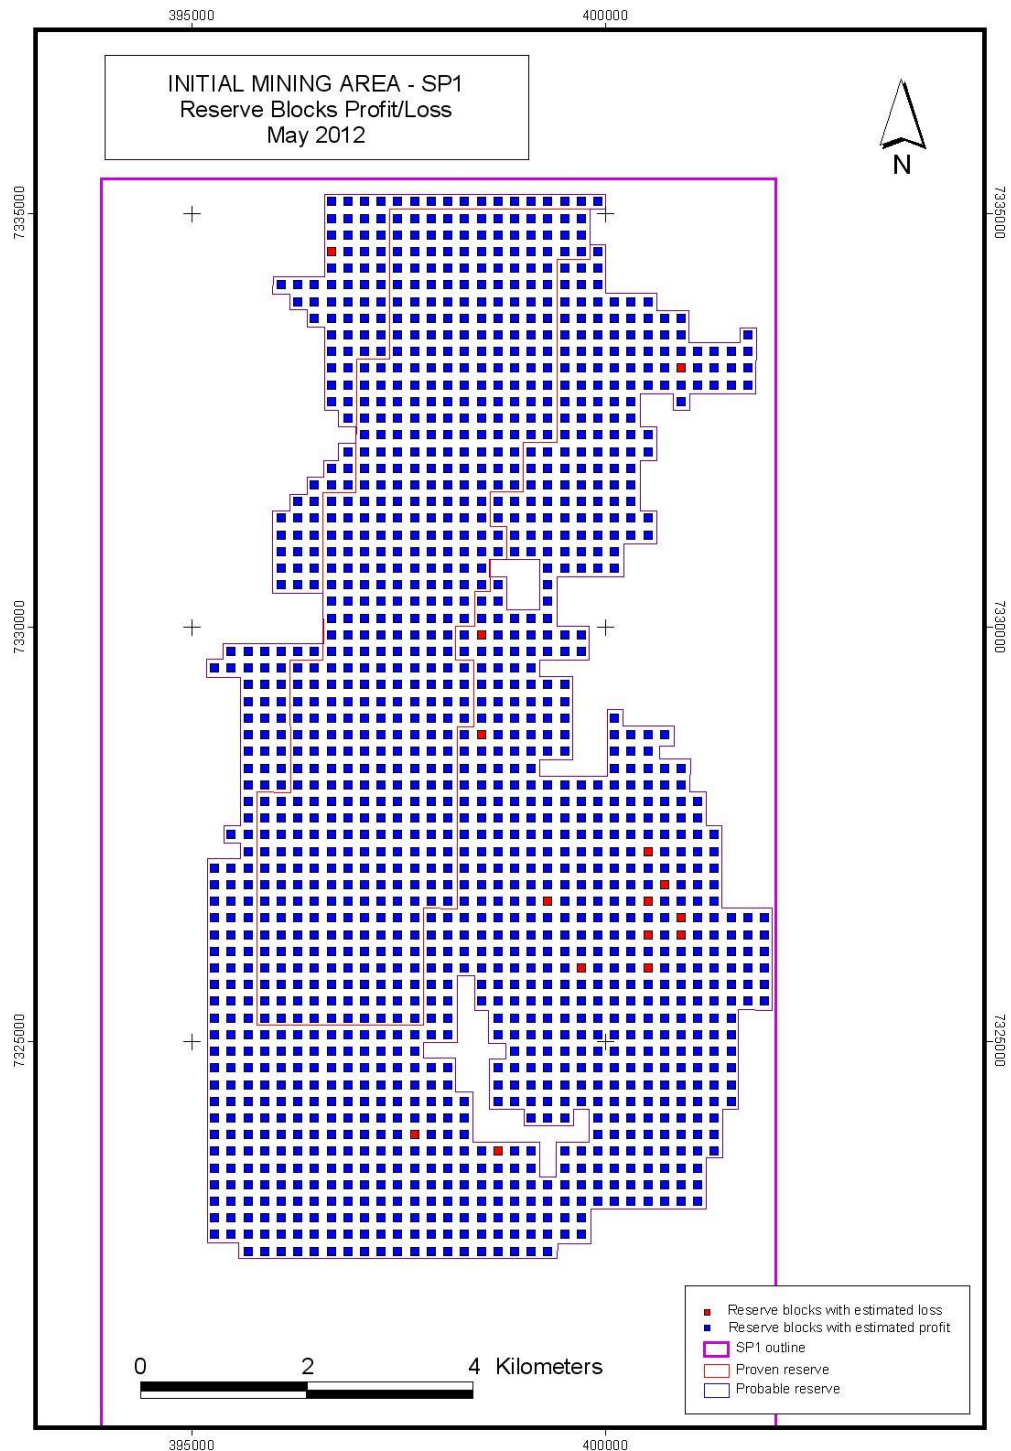 395000
400000
INITIAL MINING AREA - SP1
Reserve Blocks Profit/Loss
May 2012
N
7335000
7335000
7330000
7330000
7325000
7325000
Reserve blocks with estimated loss
Reserve blocks with estimated profit
SP1 outline
Proven reserve
Probable reserve
0
2
4 Kilometers
395000
400000